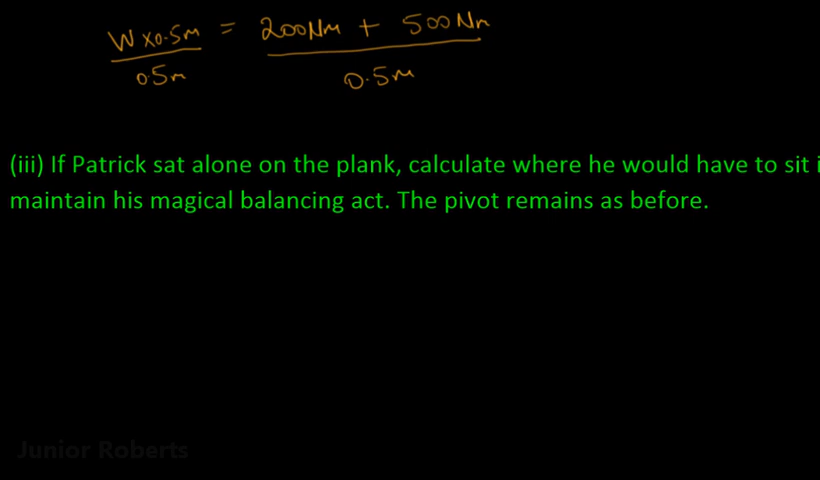 W x 0.5m = 200Nm + 500Nm
0.5m 0.5m
(iii) If Patrick sat alone on the plank, calculate where he would have to sit
maintain his magical balancing act. The pivot remains as before.
Junior Roberts